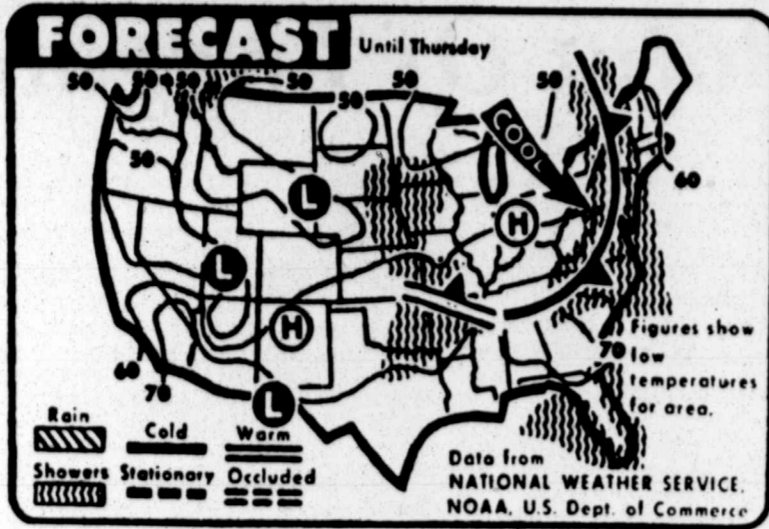 FORECAST Until Thursday
50 50 50 50 50 50
50
50
COOL
60
L
H
L
H
60
70
L
70
Figures show
low
temperatures
for area.
Rain Cold Warm
Showers Stationary Occluded
Data from
NATIONAL WEATHER SERVICE,
NOAA, U.S. Dept. of Commerce